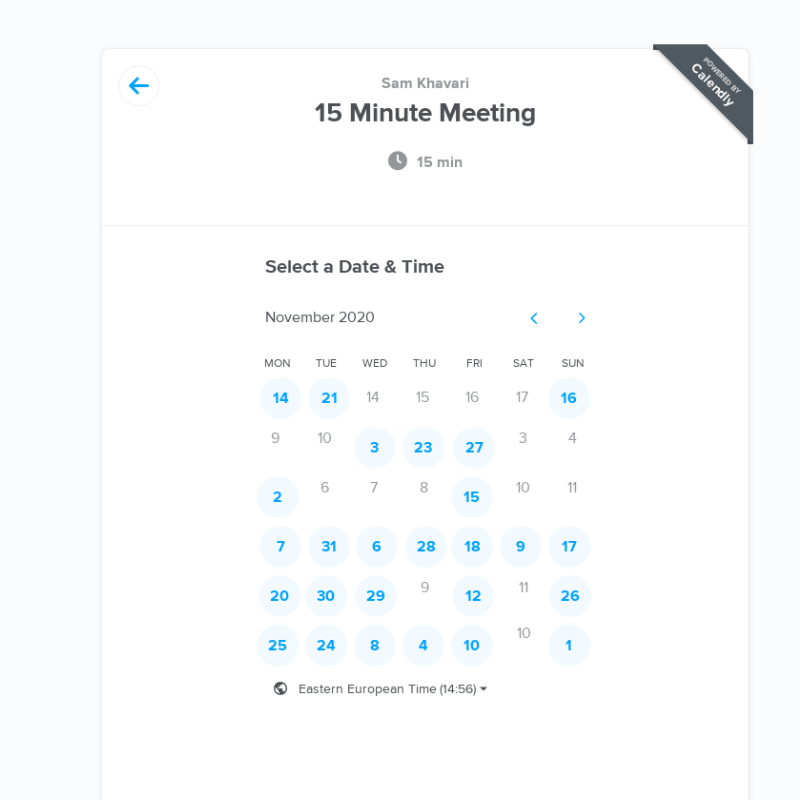 Sam Khavari
15 Minute Meeting
15 min
POWERED BY
Calendly
Select a Date & Time
November 2020
MON TUE WED THU FRI SAT SUN
14 21 14 15 16 17 16
9 10 3 23 27 3 4
2 6 7 8 15 10 11
7 31 6 28 18 9 17
20 30 29 9 12 11 26
25 24 8 4 10 10 1
Eastern European Time (14:56)